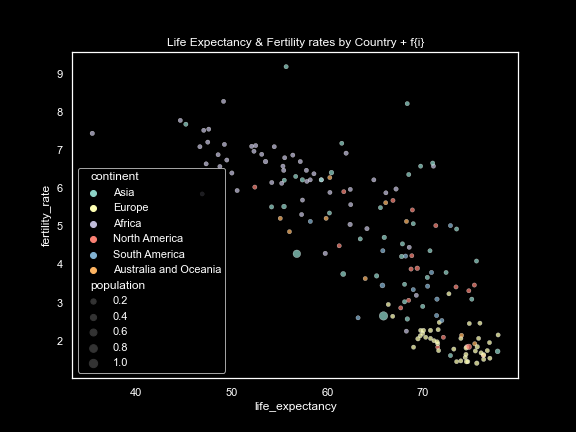 Life Expectancy & Fertility rates by Country + f{i}
9
8
7
6
5
4
3
2
fertility_rate
continent
Asia
Europe
Africa
North America
South America
Australia and Oceania
population
0.2
0.4
0.6
0.8
1.0
40
50
60
70
life_expectancy